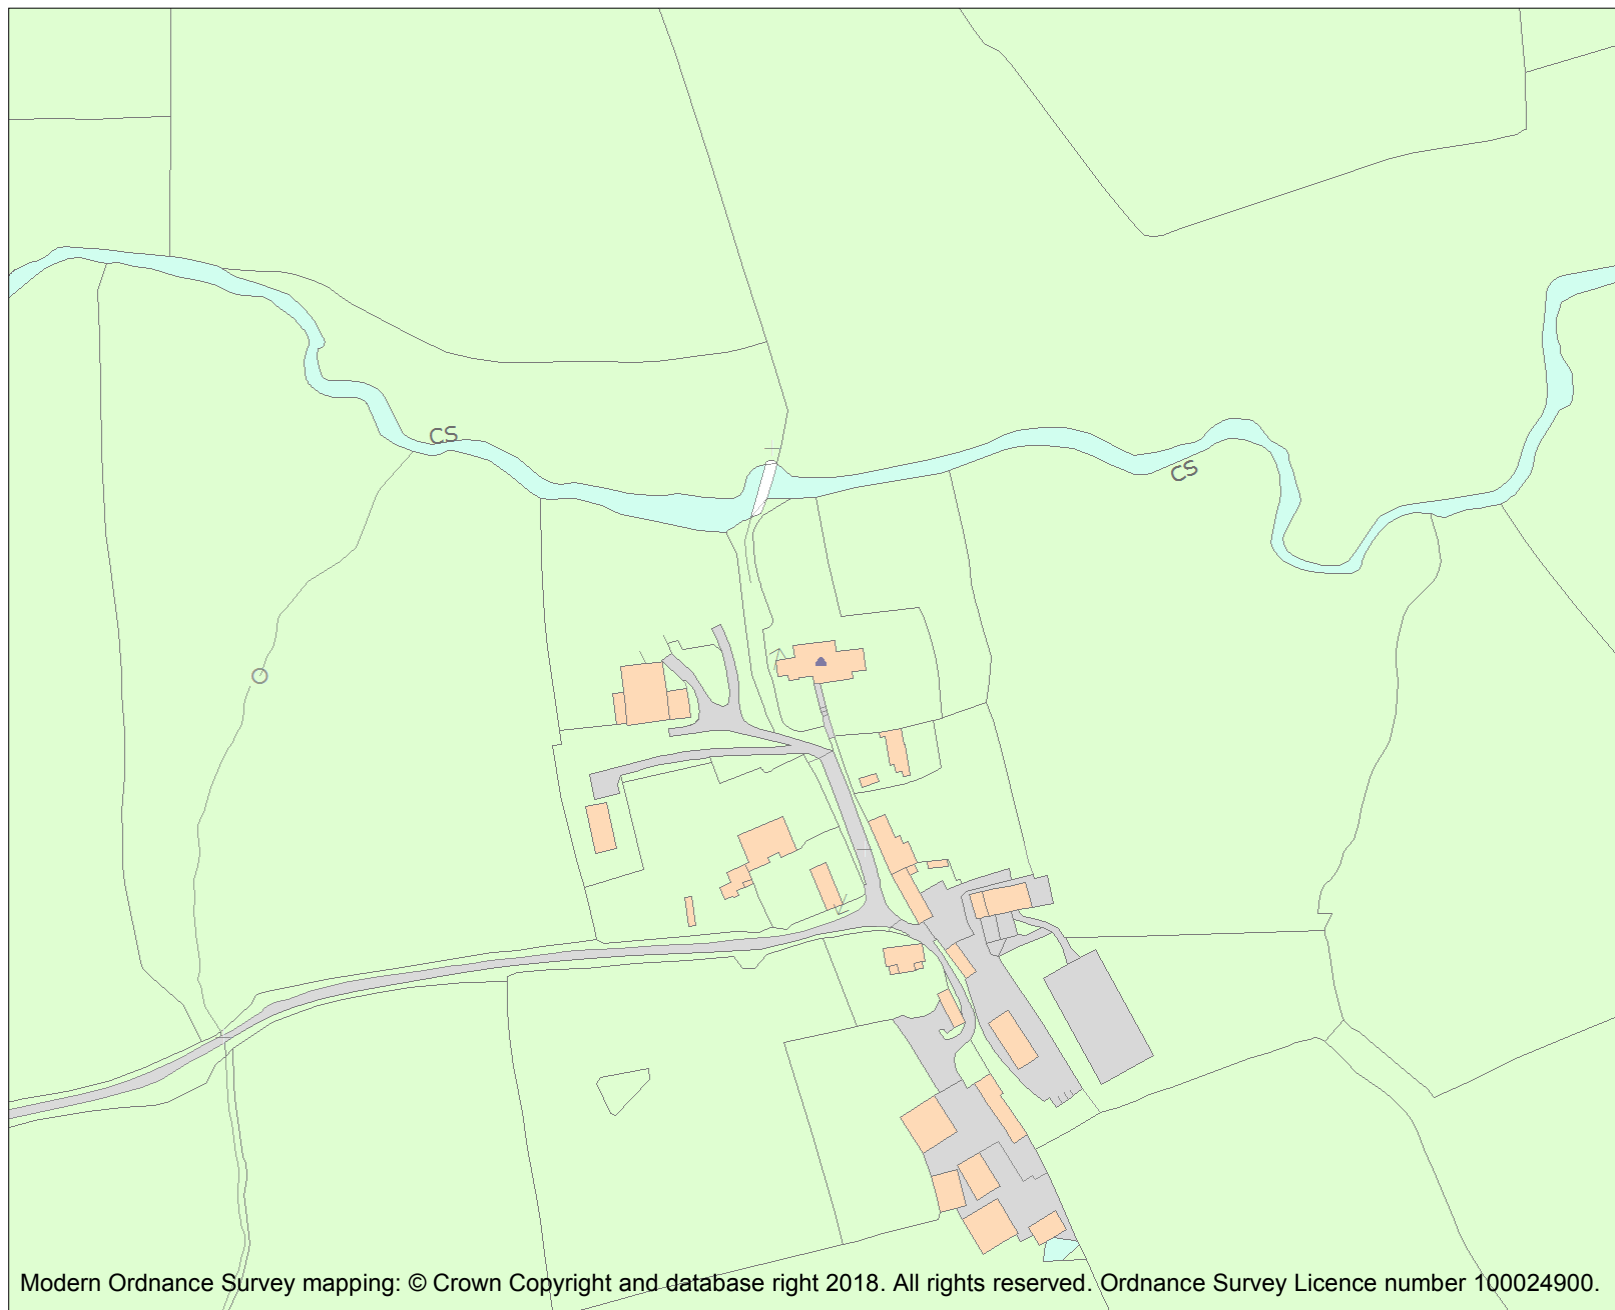 CS
CS
Modern Ordnance Survey mapping: © Crown Copyright and database right 2018. All rights reserved. Ordnance Survey Licence number 100024900.